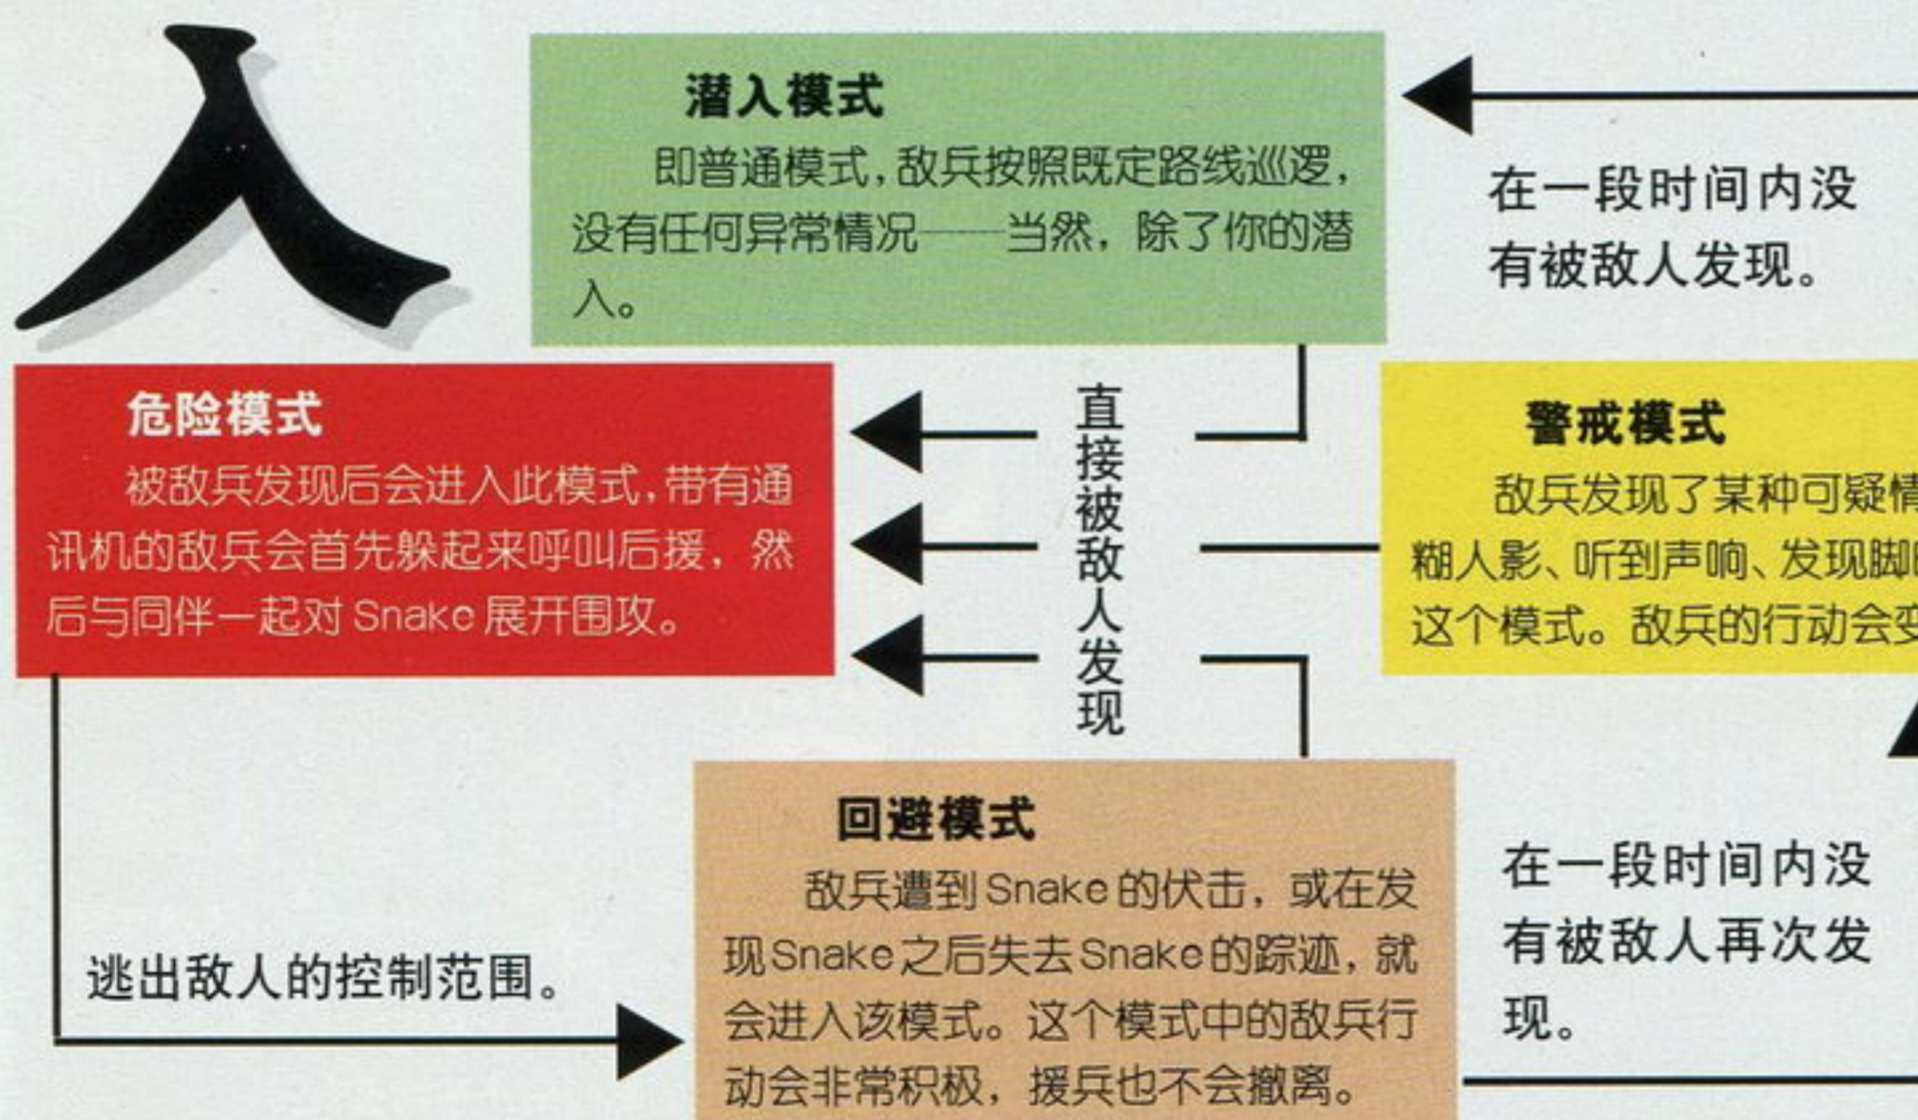 入
潜入模式
即普通模式，敌兵按照既定路线巡逻，
没有任何异常情况——当然，除了你的潜
入。
在一段时间内没
有被敌人发现。
危险模式
被敌兵发现后会进入此模式，带有通
讯机的敌兵会首先躲起来呼叫后援，然
后与同伴一起对 Snake 展开围攻。
直接被敌人发现
警戒模式
敌兵发现了某种可疑情
糊人影、听到声响、发现脚
这个模式。敌兵的行动会变
回避模式
敌兵遭到 Snake 的伏击，或在发
现 Snake 之后失去 Snake 的踪迹，就
会进入该模式。这个模式中的敌兵行
动会非常积极，援兵也不会撤离。
逃出敌人的控制范围。
在一段时间内没
有被敌人再次发
现。